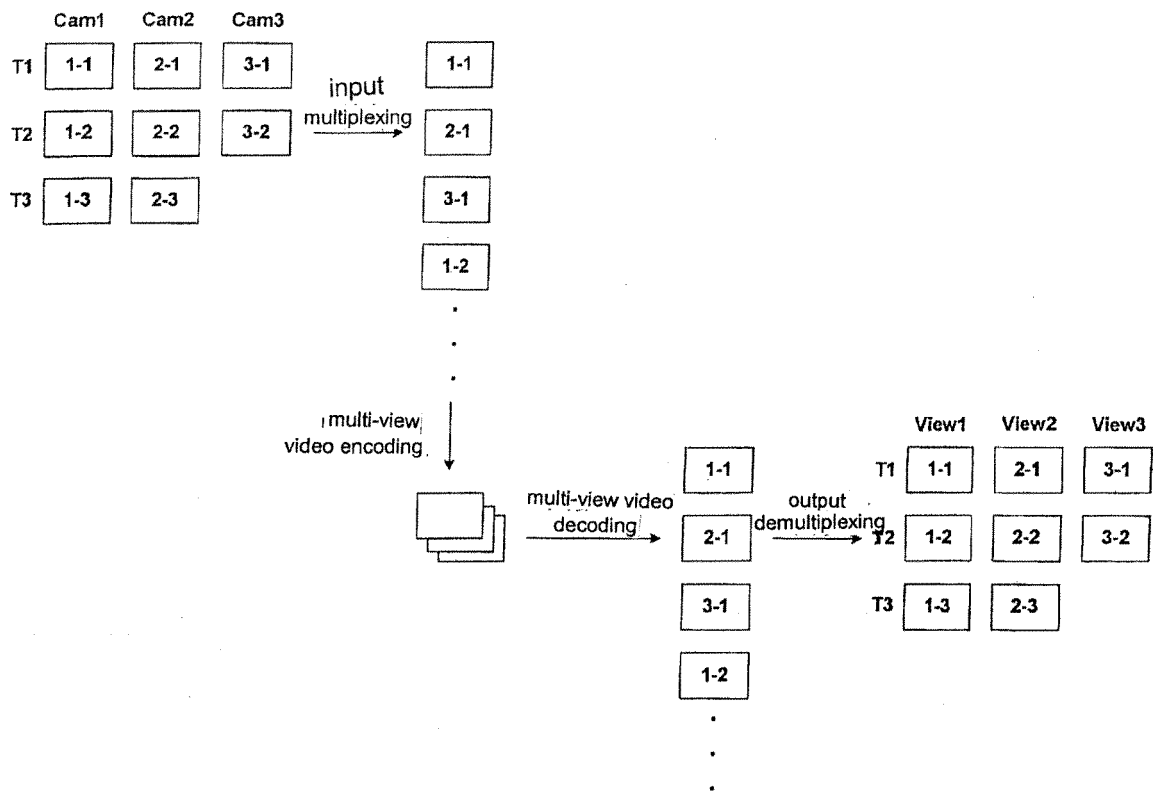 Cam1 Cam2 Cam3
T1 1-1 2-1 3-1
T2 1-2 2-2 3-2
T3 1-3 2-3
input
multiplexing
1-1
2-1
3-1
1-2
multi-view
video encoding
multi-view video
decoding
1-1
2-1
3-1
1-2
output
demultiplexing
View1 View2 View3
T1 1-1 2-1 3-1
T2 1-2 2-2 3-2
T3 1-3 2-3